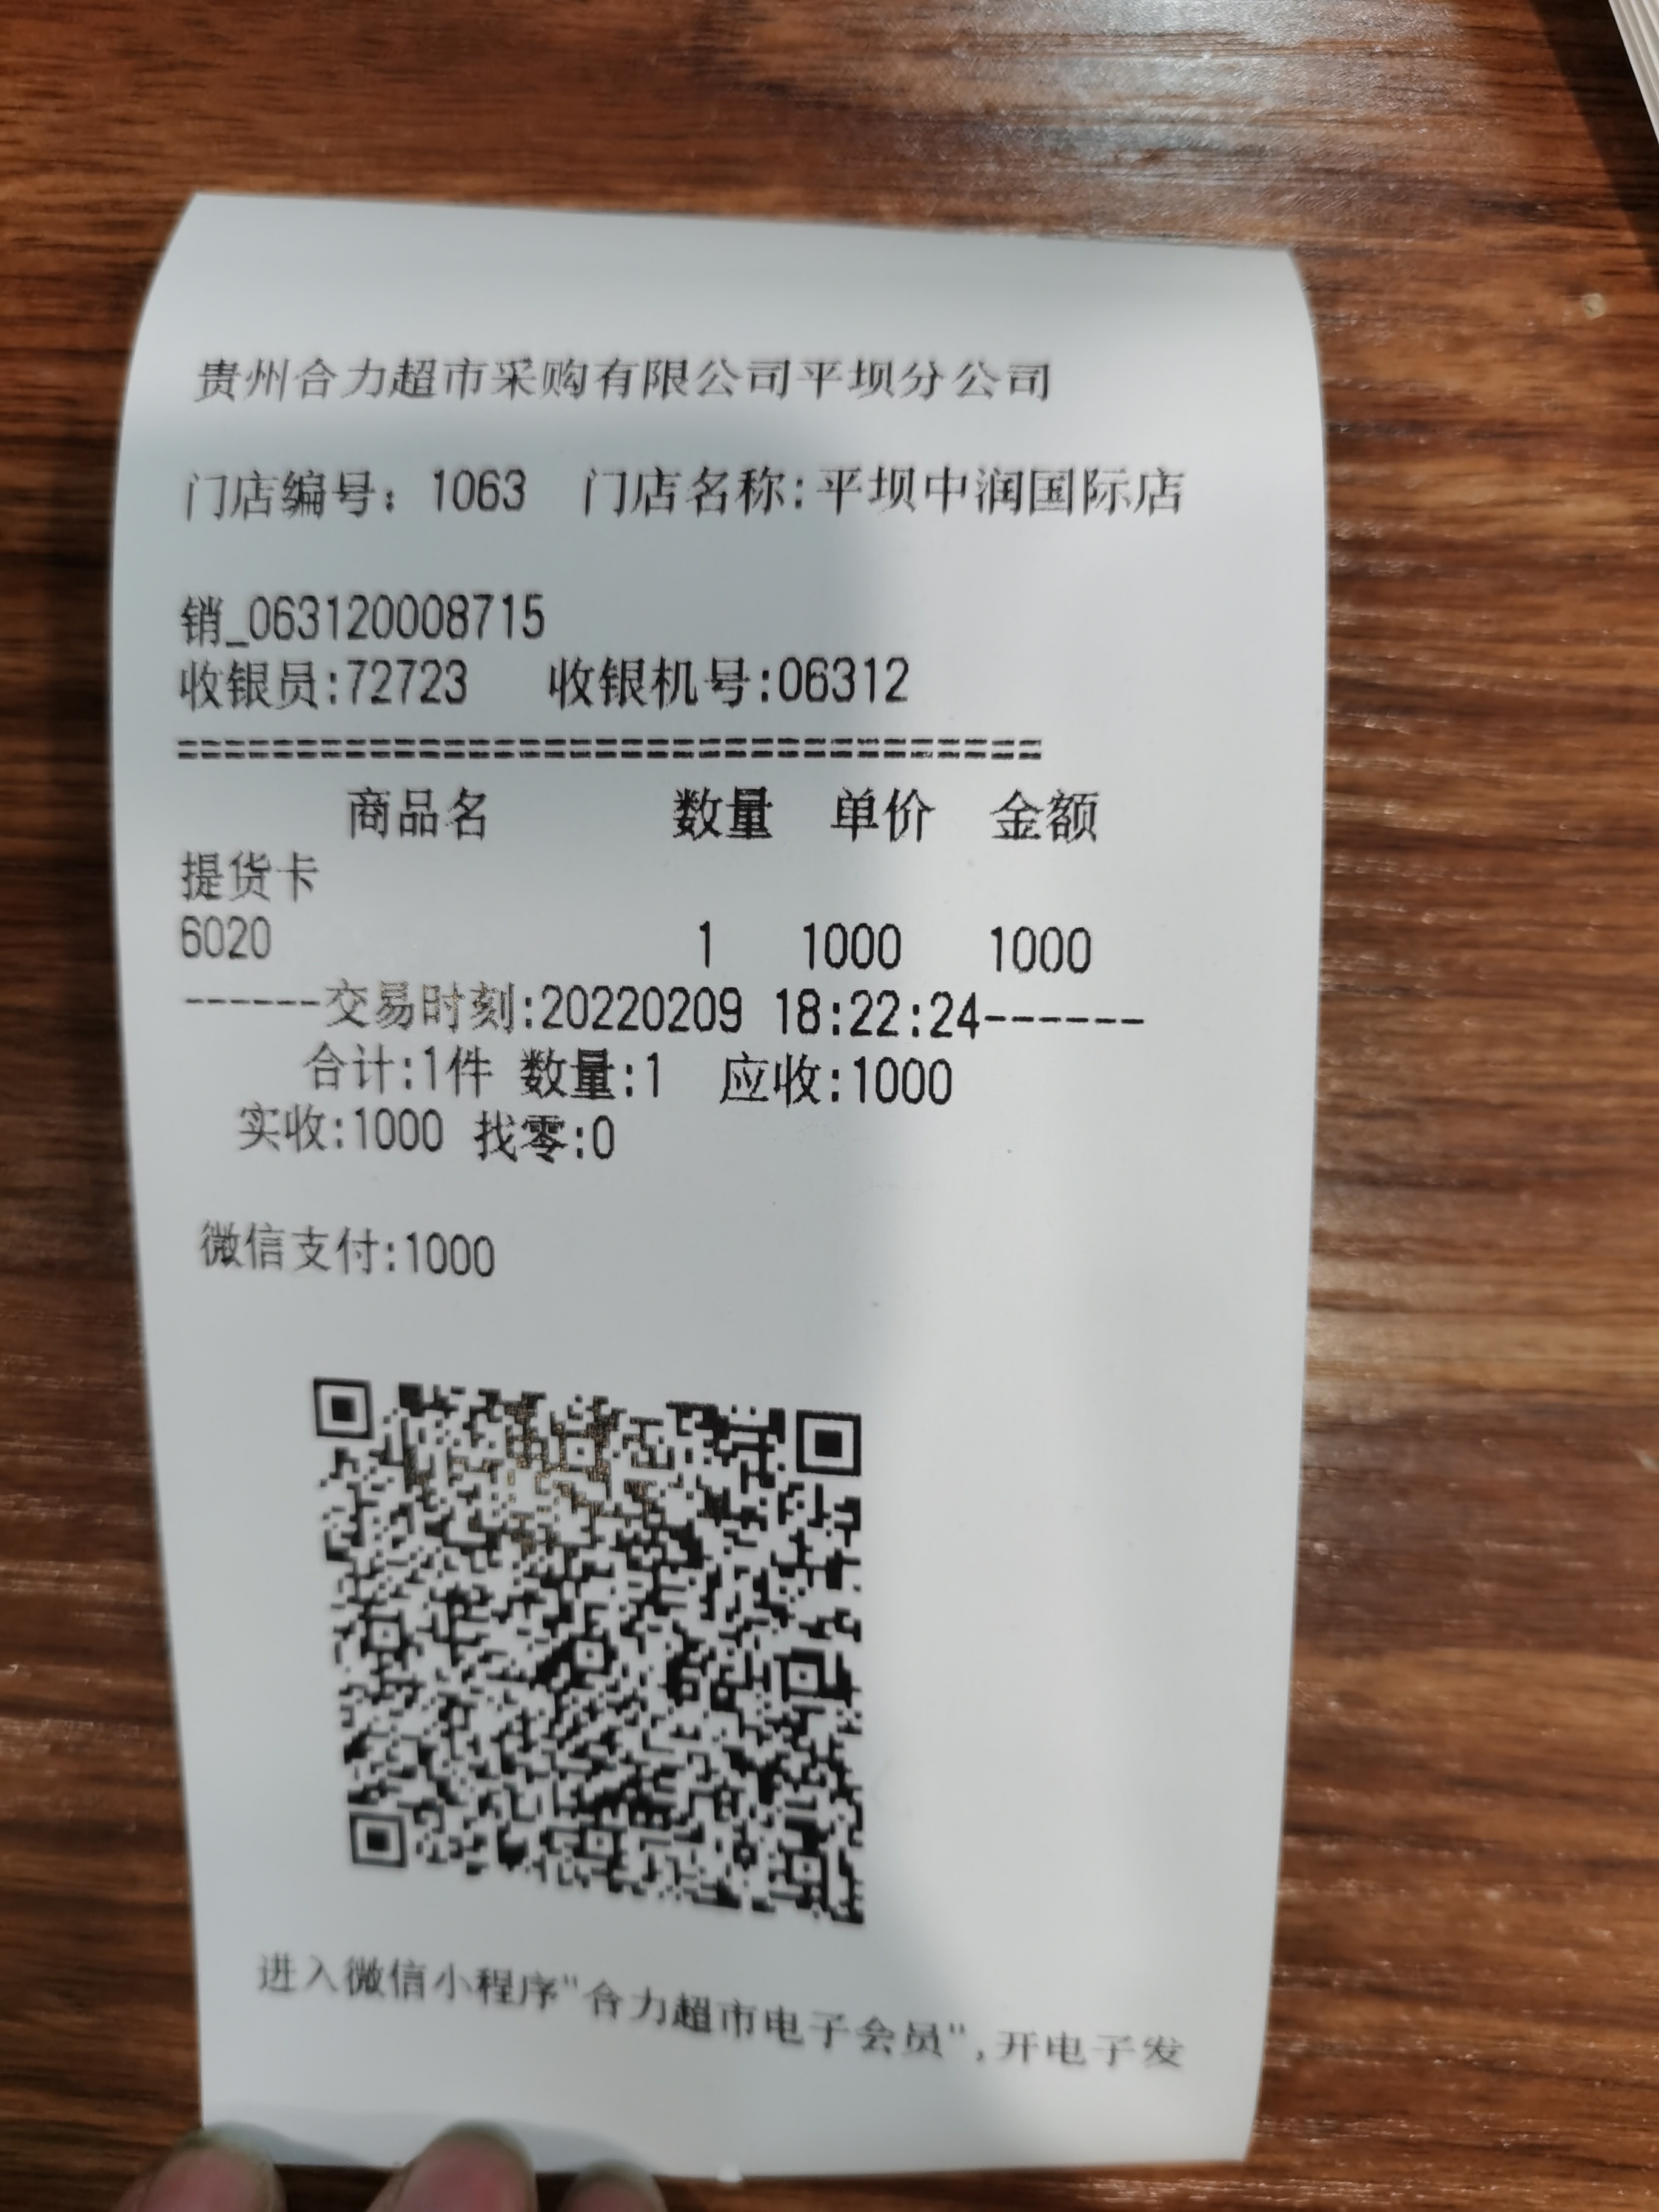 贵州合力超市采购有限公司平坝分公司
门店编号：1063 门店名称:平坝中润国际店
销_063120008715
收银员:72723 收银机号:06312
==================================
商品名 数量 单价 金额
提货卡
6020 1 1000 1000
------交易时刻:20220209 18:22:24------
合计:1件 数量:1 应收:1000
实收:1000 找零:0
微信支付:1000
进入微信小程序"合力超市电子会员",开电子发